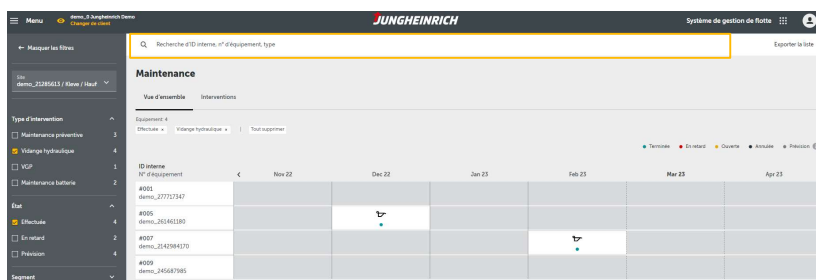 Menu
demo_0 Jungheinrich Demo
Changer de client
JUNGHEINRICH
Système de gestion de flotte
← Masquer les filtres
Recherche d'ID interne, n° d'équipement, type
Exporter la liste
Site
demo_21285613 / Kleve / Hauf
Maintenance
Vue d'ensemble
Interventions
Type d'intervention
Maintenance préventive 3
Vidange hydraulique 4
VGP 1
Maintenance batterie 2
État
Effectuée 4
En retard 2
Prévision 4
Segment
Equipement: 4
Effectuée × Vidange hydraulique × | Tout supprimer
Terminée En retard Ouverte Annulée Prévision
ID interne
N° d'équipement
Nov 22 Dec 22 Jan 23 Feb 23 Mar 23 Apr 23
#001
demo_277717347
#005
demo_261461180
#007
demo_2142984170
#009
demo_245687985